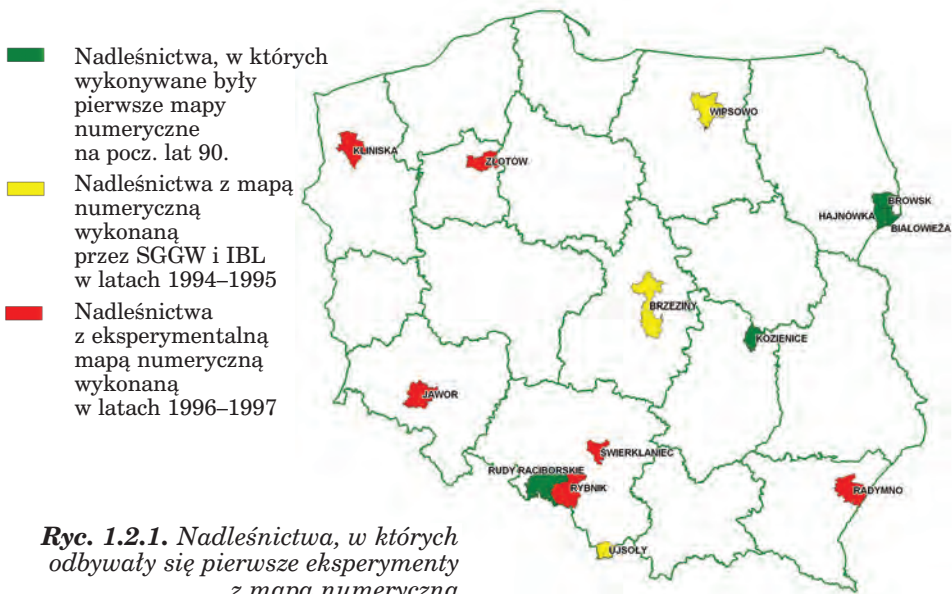 Nadleśnictwa, w których
wykonywane były
pierwsze mapy
numeryczne
na pocz. lat 90.
Nadleśnictwa z mapą
numeryczną
wykonaną
przez SGGW i IBL
w latach 1994–1995
Nadleśnictwa
z eksperymentalną
mapą numeryczną
wykonaną
w latach 1996–1997
WIPSOWO
KLINISKA
ZŁOTÓW
BROWSK
HAJNÓWKA
BIAŁOWIEŻA
BRZEZINY
KOZIENICE
JAWOR
ŚWIERKLANIEC
RUDY RACIBORSKIE
RYBNIK
RADYMNO
UJSOŁY
Ryc. 1.2.1. Nadleśnictwa, w których
odbywały się pierwsze eksperymenty
z mapą numeryczną